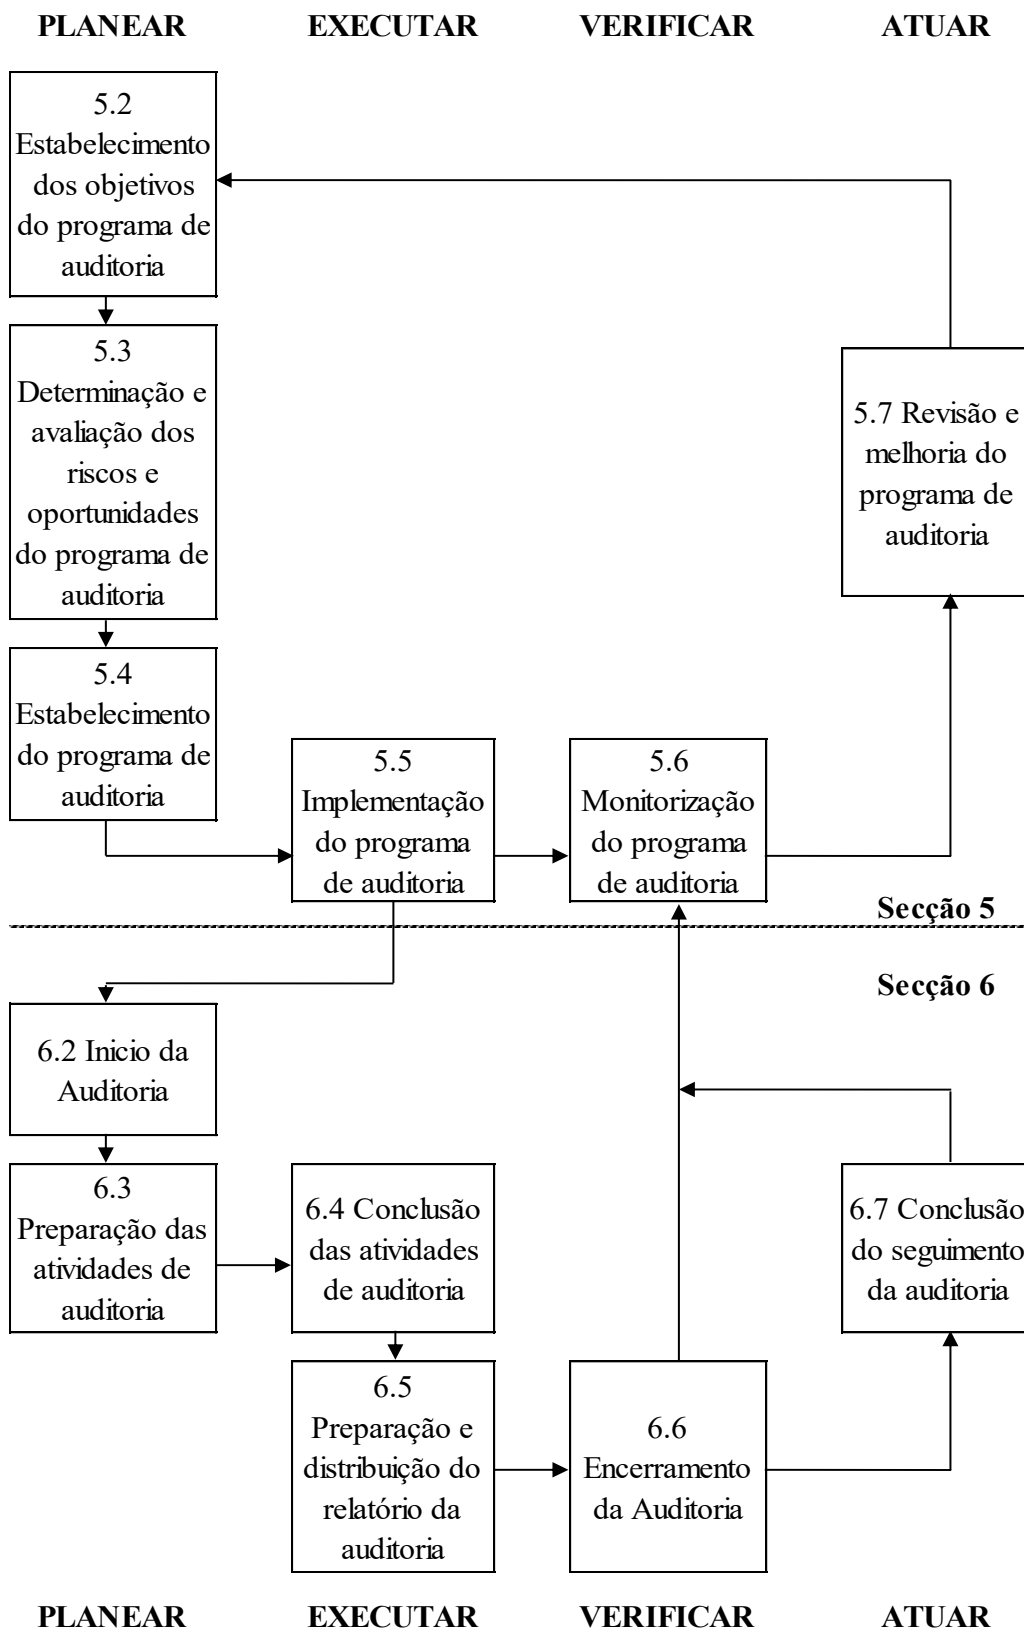 PLANEAR
EXECUTAR
VERIFICAR
ATUAR
5.2
Estabelecimento
dos objetivos
do programa de
auditoria
5.3
Determinação e
avaliação dos
riscos e
oportunidades
do programa de
auditoria
5.7 Revisão e
melhoria do
programa de
auditoria
5.4
Estabelecimento
do programa de
auditoria
5.5
Implementação
do programa
de auditoria
5.6
Monitorização
do programa
de auditoria
Secção 5
Secção 6
6.2 Inicio da
Auditoria
6.3
Preparação das
atividades de
auditoria
6.4 Conclusão
das atividades
de auditoria
6.7 Conclusão
do seguimento
da auditoria
6.5
Preparação e
distribuição do
relatório da
auditoria
6.6
Encerramento
da Auditoria
PLANEAR
EXECUTAR
VERIFICAR
ATUAR